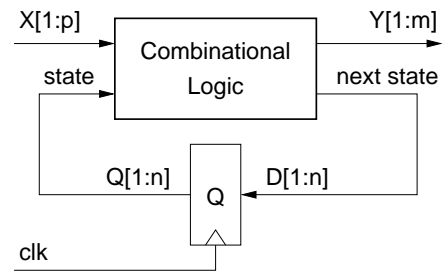 X[1:p]
Y[1:m]
Combinational
Logic
state
next state
Q[1:n]
Q
D[1:n]
clk